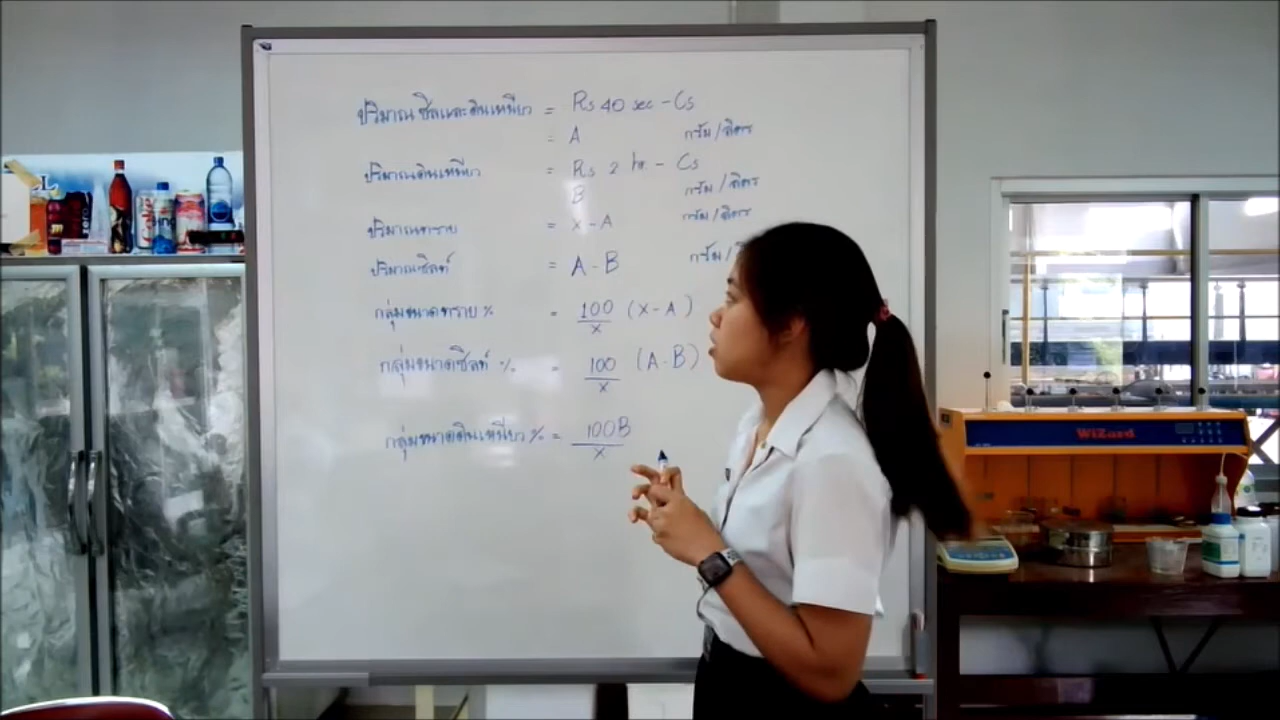 ปริมาณซิลและดินเหนียว = Rs 40 sec - Cs
= A กรัม/ลิตร
ปริมาณดินเหนียว = Rs 2 hr. - Cs
B กรัม/ลิตร
ปริมาณทราย = x - A กรัม/ลิตร
ปริมาณซิลท์ = A - B กรัม/
กลุ่มขนาดทราย % = 100/x (x - A)
กลุ่มขนาดซิลท์ % = 100/x (A - B)
กลุ่มขนาดดินเหนียว % = 100B/x
WiZard